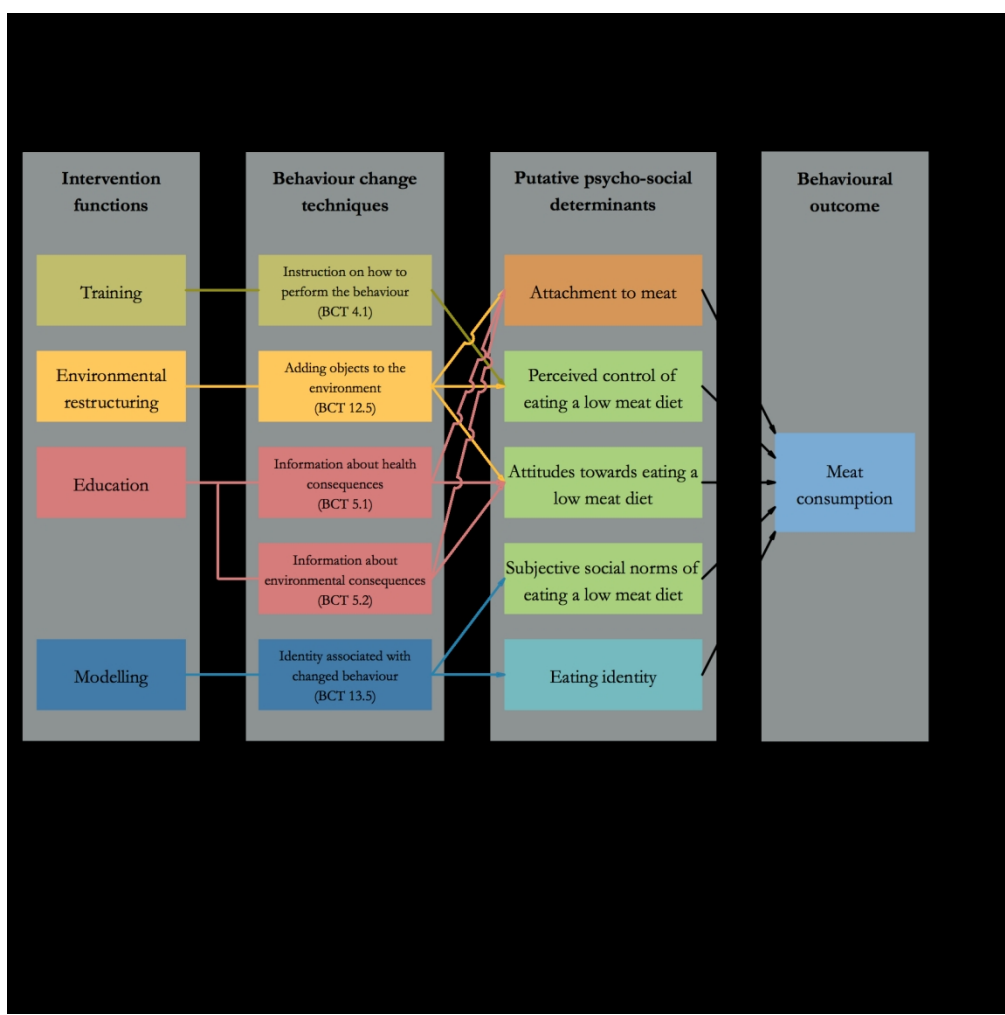 Intervention
functions
Training
Environmental
restructuring
Education
Modelling
Behaviour change
techniques
Instruction on how to
perform the behaviour
(BCT 4.1)
Adding objects to the
environment
(BCT 12.5)
Information about health
consequences
(BCT 5.1)
Information about
environmental consequences
(BCT 5.2)
Identity associated with
changed behaviour
(BCT 13.5)
Putative psycho-social
determinants
Attachment to meat
Perceived control of
eating a low meat diet
Attitudes towards eating a
low meat diet
Subjective social norms of
eating a low meat diet
Eating identity
Behavioural
outcome
Meat
consumption